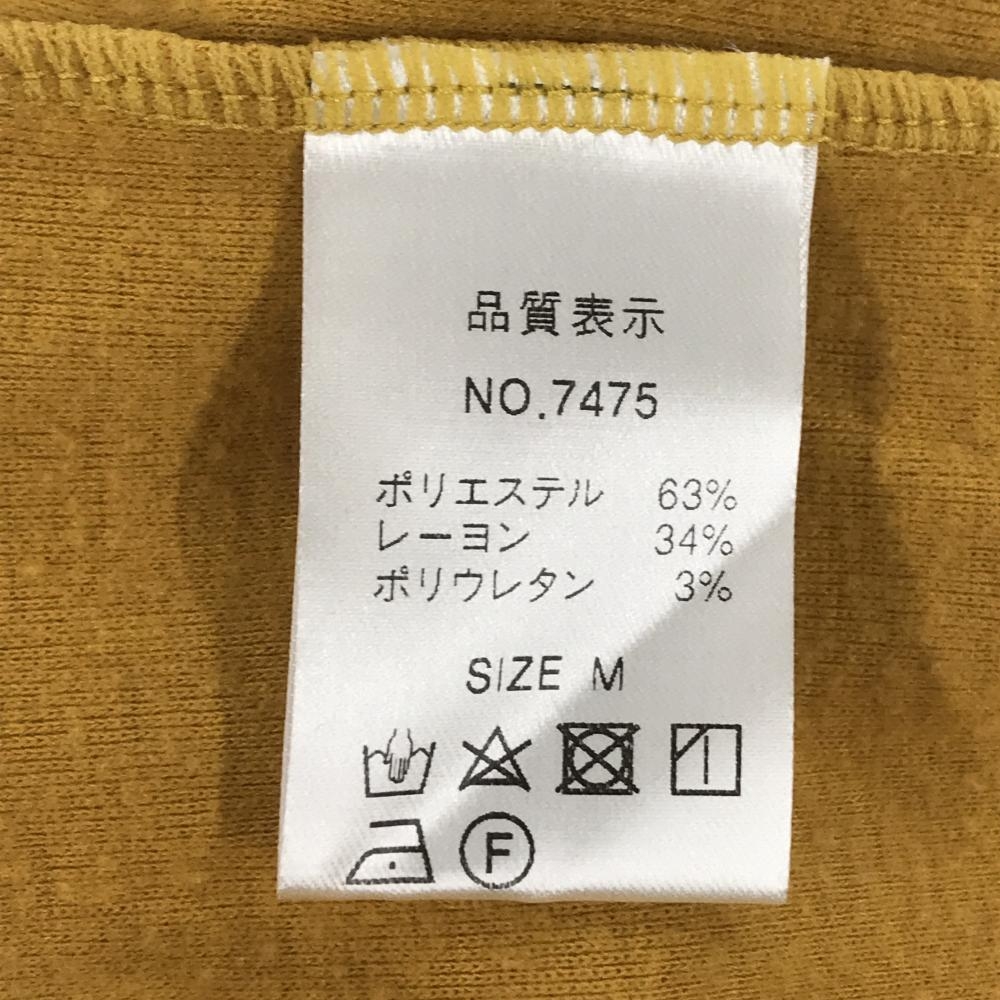 品質表示
NO.7475
ポリエステル 63%
レーヨン 34%
ポリウレタン 3%
SIZE M
F